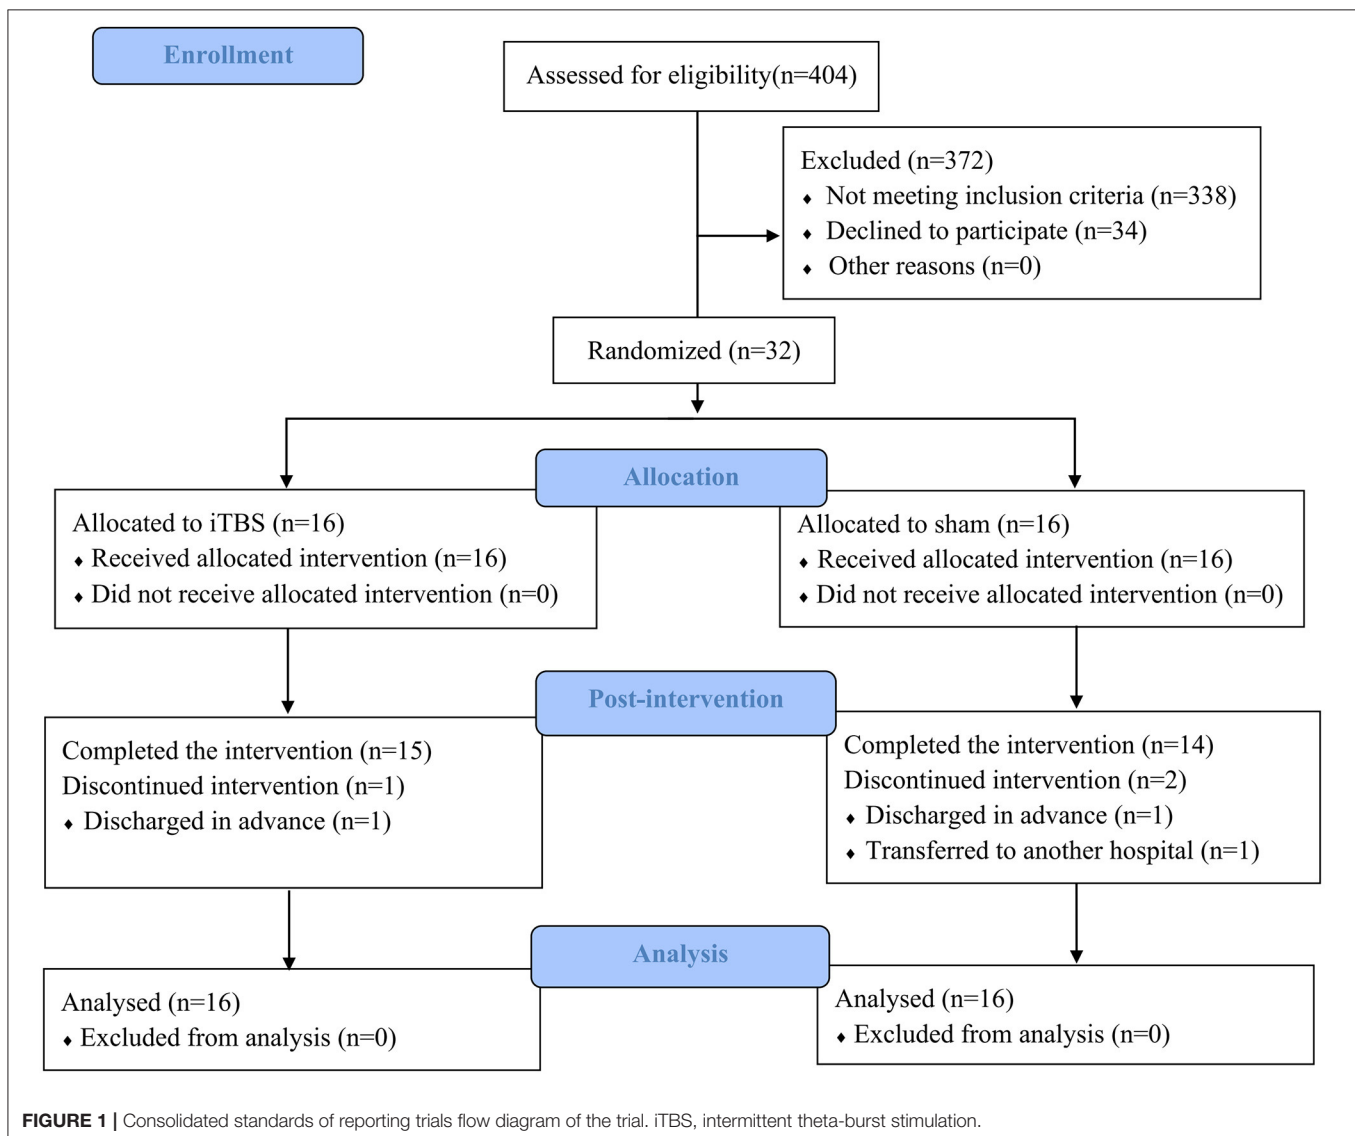 Enrollment
Assessed for eligibility(n=404)
Excluded (n=372)
♦ Not meeting inclusion criteria (n=338)
♦ Declined to participate (n=34)
♦ Other reasons (n=0)
Randomized (n=32)
Allocation
Allocated to iTBS (n=16)
♦ Received allocated intervention (n=16)
♦ Did not receive allocated intervention (n=0)
Allocated to sham (n=16)
♦ Received allocated intervention (n=16)
♦ Did not receive allocated intervention (n=0)
Post-intervention
Completed the intervention (n=15)
Discontinued intervention (n=1)
♦ Discharged in advance (n=1)
Completed the intervention (n=14)
Discontinued intervention (n=2)
♦ Discharged in advance (n=1)
♦ Transferred to another hospital (n=1)
Analysis
Analysed (n=16)
♦ Excluded from analysis (n=0)
Analysed (n=16)
♦ Excluded from analysis (n=0)
FIGURE 1 | Consolidated standards of reporting trials flow diagram of the trial. iTBS, intermittent theta-burst stimulation.